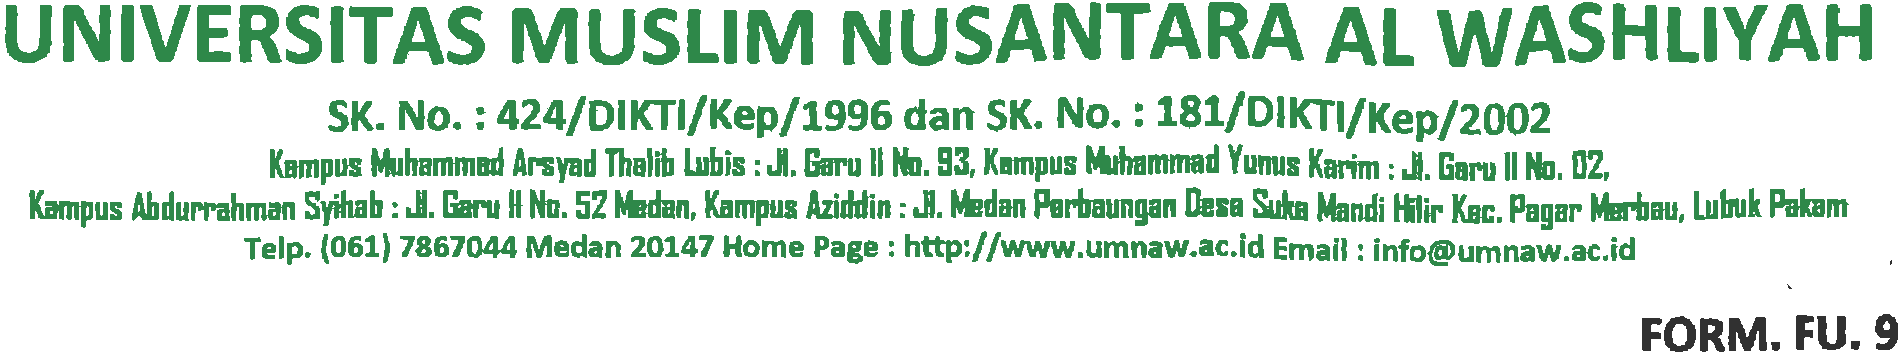 UNIVERSITAS MUSLIM NUSANTARA AL WASHLIYAH
SK. No. : 424/DIKTI/Kep/1996 dan SK. No. : 181/DIKTI/Kep/2002
Kampus Muhammad Arsyad Thalib Lubis : Jl. Garu II No. 93, Kampus Muhammad Yunus Karim : Jl. Garu II No. 02,
Kampus Abdurrahman Syihab : Jl. Garu II No. 52 Medan, Kampus Aziddin : Jl. Medan Perbaungan Desa Suka Mandi Hilir Kec. Pagar Merbau, Lubuk Pakam
Telp. (061) 7867044 Medan 20147 Home Page : http://www.umnaw.ac.id Email : info@umnaw.ac.id
FORM. FU. 9